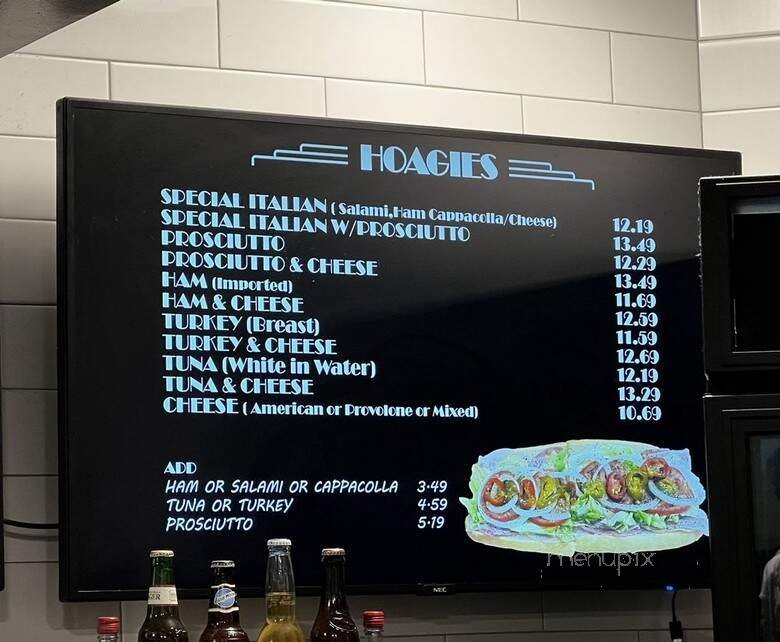 HOAGIES
SPECIAL ITALIAN ( Salami,Ham Cappacolla/Cheese) 12.19
SPECIAL ITALIAN W/PROSCIUTTO 13.49
PROSCIUTTO 12.29
PROSCIUTTO & CHEESE 13.49
HAM (Imported) 11.69
HAM & CHEESE 12.59
TURKEY (Breast) 11.59
TURKEY & CHEESE 12.69
TUNA (White in Water) 12.19
TUNA & CHEESE 13.29
CHEESE ( American or Provolone or Mixed) 10.69
ADD
HAM OR SALAMI OR CAPPACOLLA 3.49
TUNA OR TURKEY 4.59
PROSCIUTTO 5.19
menupix
NEC